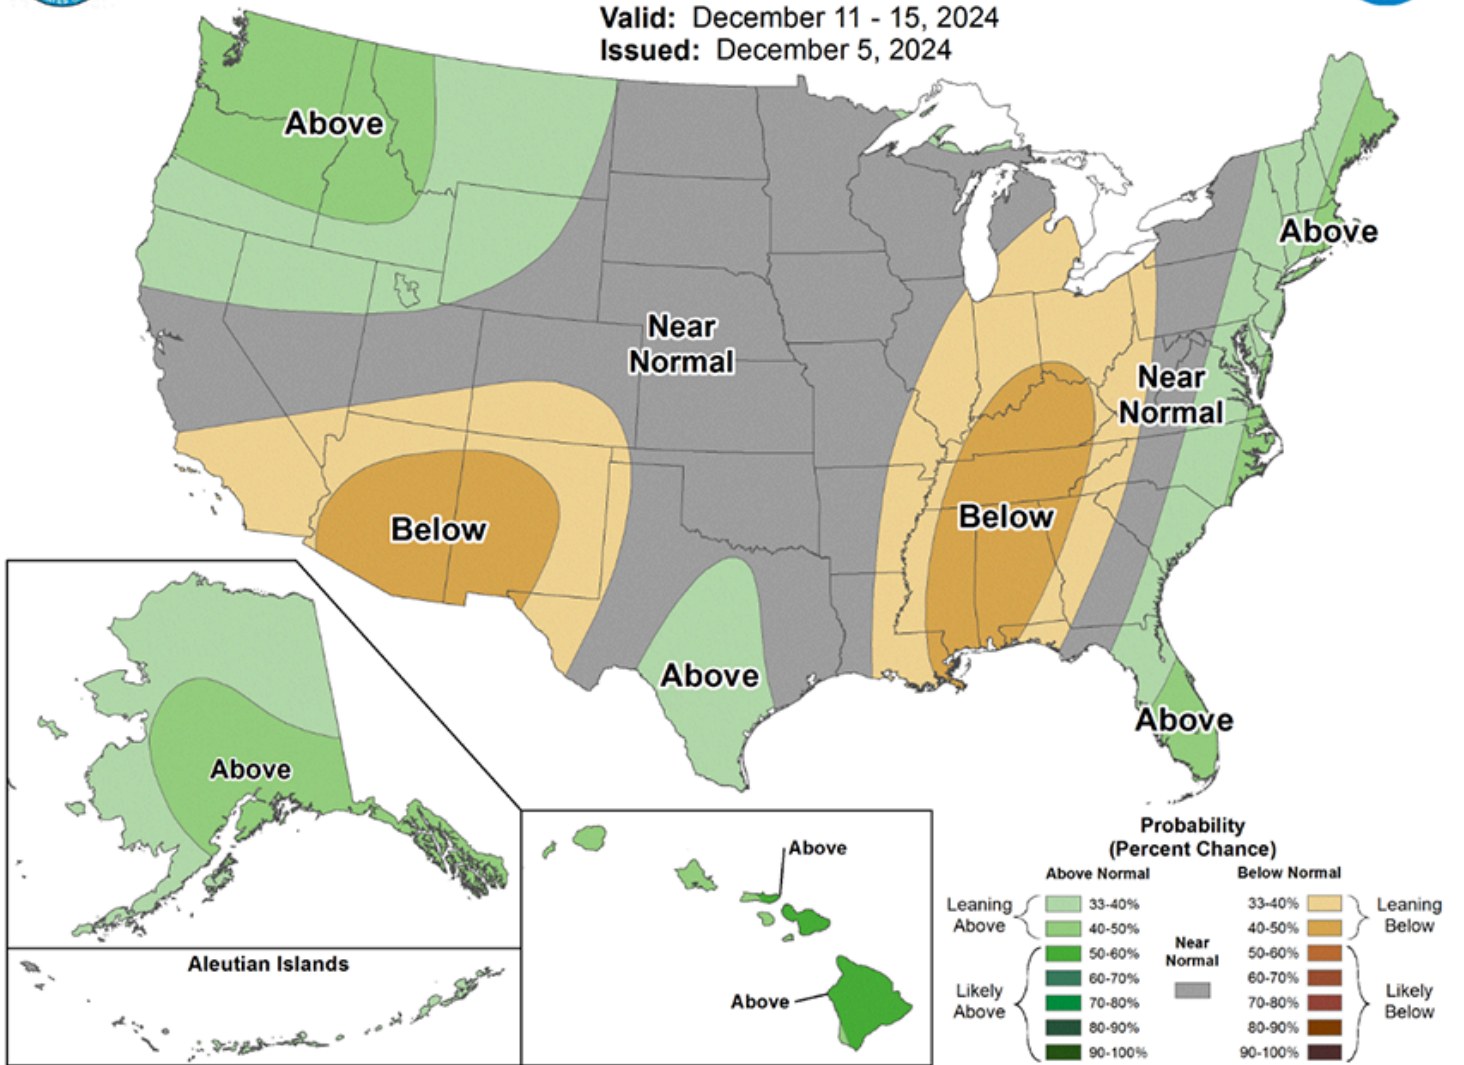 Valid: December 11 - 15, 2024
Issued: December 5, 2024
Above
Above
Near
Normal
Near
Normal
Below
Below
Above
Above
Above
Above
Above
Aleutian Islands
Probability
(Percent Chance)
Above Normal
Below Normal
Leaning
Above
33-40%
40-50%
Likely
Above
50-60%
60-70%
70-80%
80-90%
90-100%
Near
Normal
33-40%
40-50%
Leaning
Below
50-60%
60-70%
70-80%
80-90%
90-100%
Likely
Below